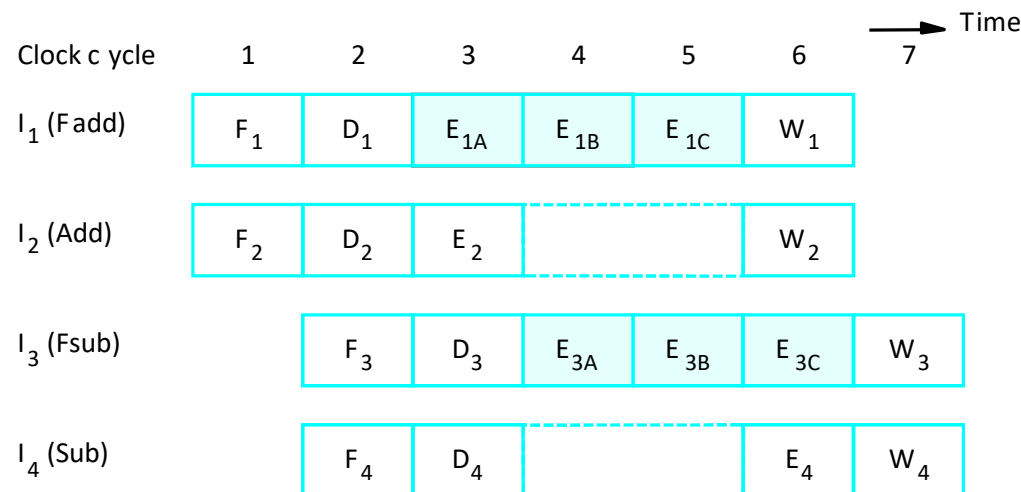 Time
Clock c ycle 1 2 3 4 5 6 7
I1 (Fadd) F1 D1 E1A E1B E1C W1
I2 (Add) F2 D2 E2 W2
I3 (Fsub) F3 D3 E3A E3B E3C W3
I4 (Sub) F4 D4 E4 W4